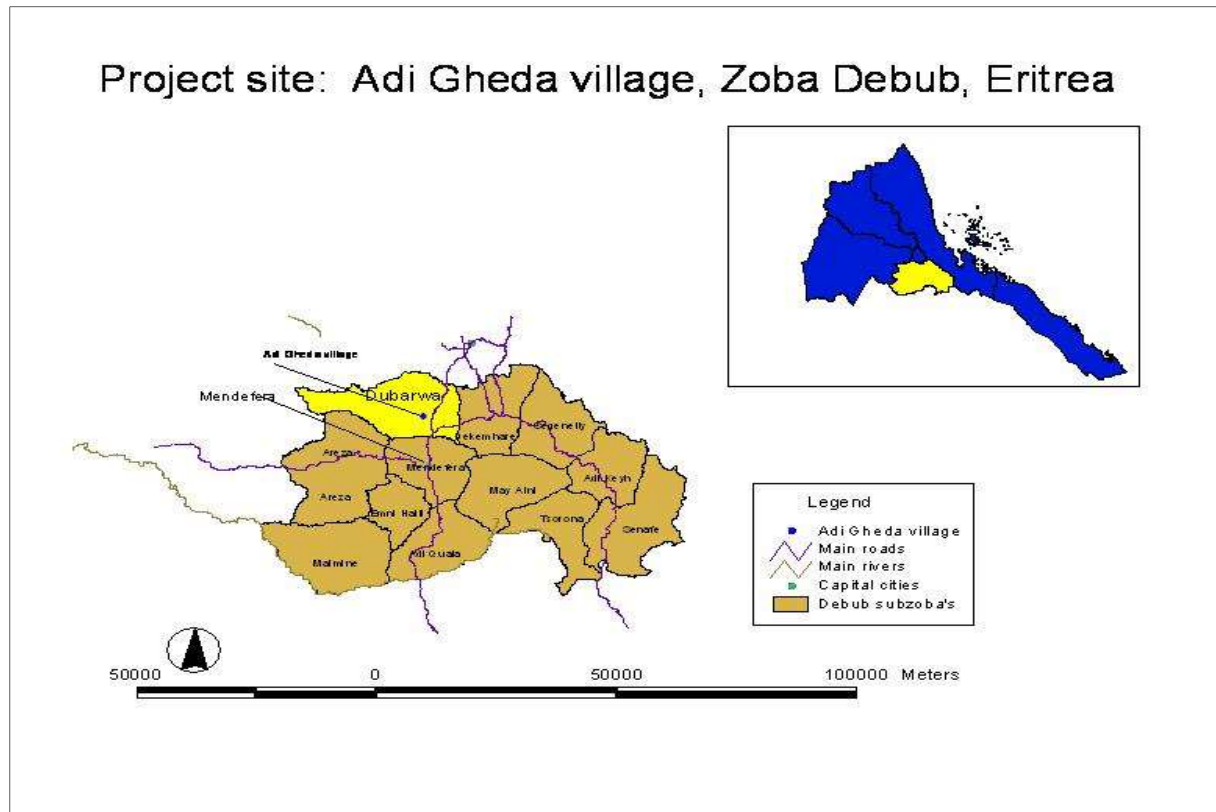 Project site: Adi Gheda village, Zoba Debub, Eritrea
Adi Gheda village
Dubarwa
Mendefera
Dekemhare
Segeneity
Areza
Mendefera
Adi Keyh
Areza
May Aini
Emni Haili
Tsorona
Senafe
Adi Quala
Maimine
Legend
Adi Gheda village
Main roads
Main rivers
Capital cities
Debub subzoba's
50000 0 50000 100000 Meters